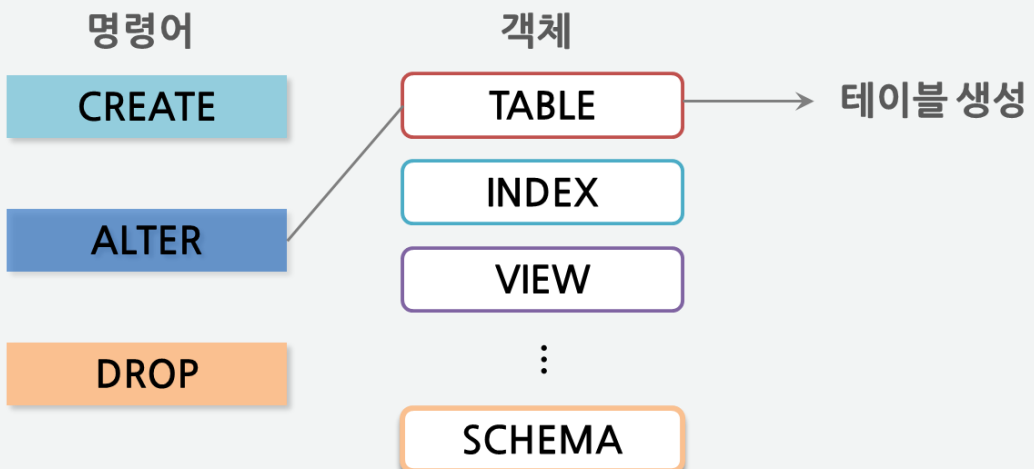 명령어
객체
CREATE
TABLE
테이블 생성
INDEX
ALTER
VIEW
DROP
⋮
SCHEMA